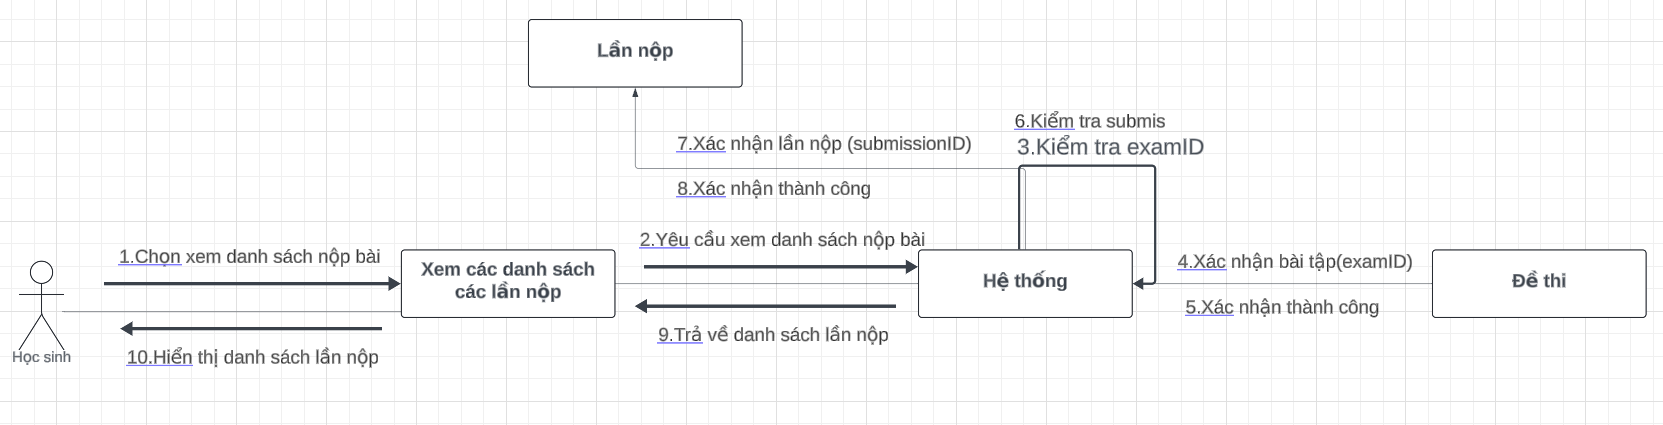 Lần nộp
6.Kiểm tra submis
7.Xác nhận lần nộp (submissionID)
3.Kiểm tra examID
8.Xác nhận thành công
1.Chọn xem danh sách nộp bài
2.Yêu cầu xem danh sách nộp bài
Xem các danh sách
các lần nộp
Hệ thống
4.Xác nhận bài tập(examID)
Đề thi
5.Xác nhận thành công
9.Trả về danh sách lần nộp
Học sinh
10.Hiển thị danh sách lần nộp